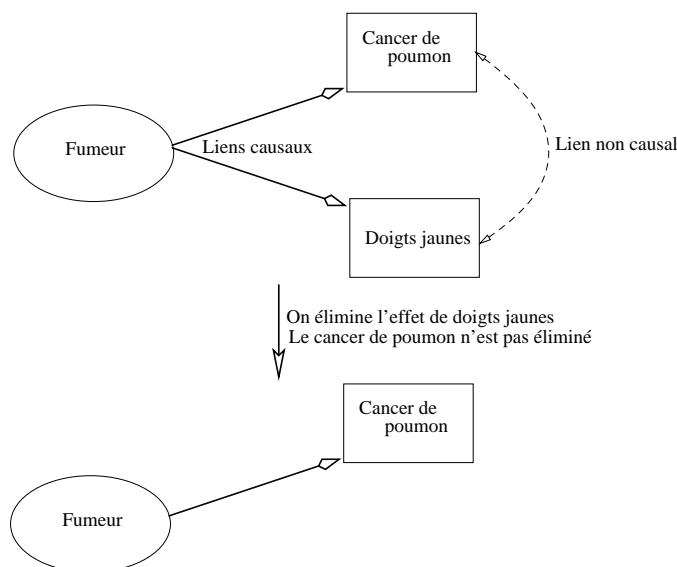 Cancer de
poumon
Fumeur
Liens causaux
Lien non causal
Doigts jaunes
On élimine l'effet de doigts jaunes
Le cancer de poumon n'est pas éliminé
Cancer de
poumon
Fumeur